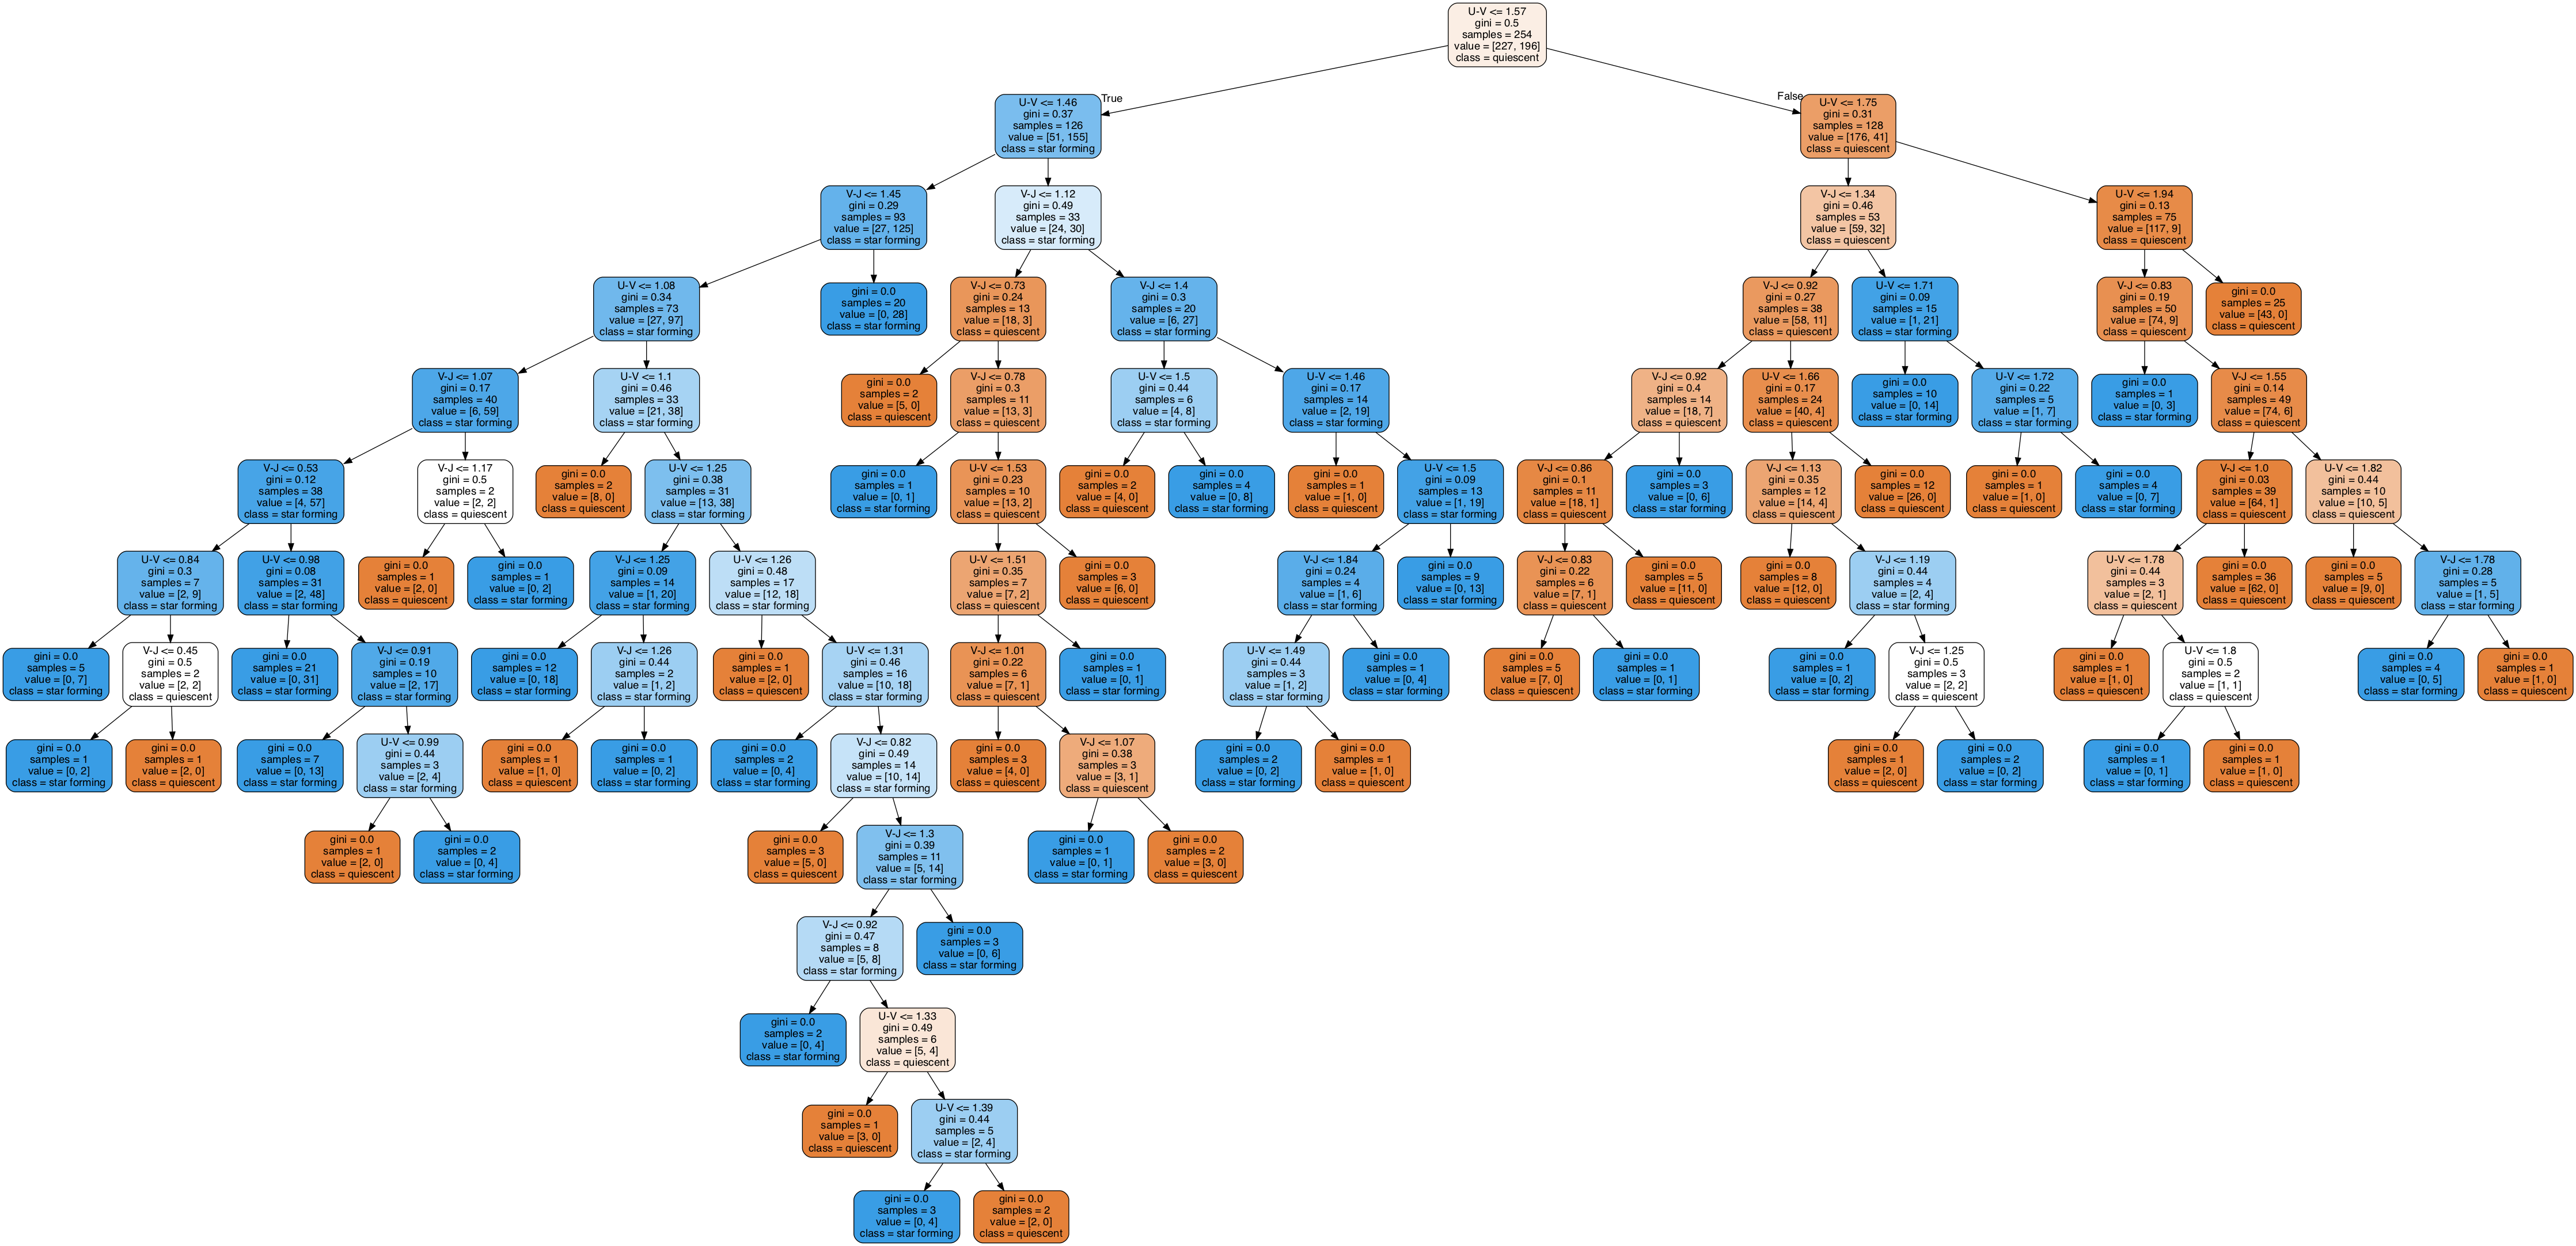 U-V <= 1.57
gini = 0.5
samples = 254
value = [227, 196]
class = quiescent
True
False
U-V <= 1.46
gini = 0.37
samples = 126
value = [51, 155]
class = star forming
U-V <= 1.75
gini = 0.31
samples = 128
value = [176, 41]
class = quiescent
V-J <= 1.45
gini = 0.29
samples = 93
value = [27, 125]
class = star forming
V-J <= 1.12
gini = 0.49
samples = 33
value = [24, 30]
class = star forming
V-J <= 1.34
gini = 0.46
samples = 53
value = [59, 32]
class = quiescent
U-V <= 1.94
gini = 0.13
samples = 75
value = [117, 9]
class = quiescent
U-V <= 1.08
gini = 0.34
samples = 73
value = [27, 97]
class = star forming
gini = 0.0
samples = 20
value = [0, 28]
class = star forming
V-J <= 0.73
gini = 0.24
samples = 13
value = [18, 3]
class = quiescent
V-J <= 1.4
gini = 0.3
samples = 20
value = [6, 27]
class = star forming
V-J <= 0.92
gini = 0.27
samples = 38
value = [58, 11]
class = quiescent
U-V <= 1.71
gini = 0.09
samples = 15
value = [1, 21]
class = star forming
V-J <= 0.83
gini = 0.19
samples = 50
value = [74, 9]
class = quiescent
gini = 0.0
samples = 25
value = [43, 0]
class = quiescent
V-J <= 1.07
gini = 0.17
samples = 40
value = [6, 59]
class = star forming
U-V <= 1.1
gini = 0.46
samples = 33
value = [21, 38]
class = star forming
gini = 0.0
samples = 2
value = [5, 0]
class = quiescent
V-J <= 0.78
gini = 0.3
samples = 11
value = [13, 3]
class = quiescent
U-V <= 1.5
gini = 0.44
samples = 6
value = [4, 8]
class = star forming
U-V <= 1.46
gini = 0.17
samples = 14
value = [2, 19]
class = star forming
V-J <= 0.92
gini = 0.4
samples = 14
value = [18, 7]
class = quiescent
U-V <= 1.66
gini = 0.17
samples = 24
value = [40, 4]
class = quiescent
gini = 0.0
samples = 10
value = [0, 14]
class = star forming
U-V <= 1.72
gini = 0.22
samples = 5
value = [1, 7]
class = star forming
gini = 0.0
samples = 1
value = [0, 3]
class = star forming
V-J <= 1.55
gini = 0.14
samples = 49
value = [74, 6]
class = quiescent
V-J <= 0.53
gini = 0.12
samples = 38
value = [4, 57]
class = star forming
V-J <= 1.17
gini = 0.5
samples = 2
value = [2, 2]
class = quiescent
gini = 0.0
samples = 2
value = [8, 0]
class = quiescent
U-V <= 1.25
gini = 0.38
samples = 31
value = [13, 38]
class = star forming
gini = 0.0
samples = 1
value = [0, 1]
class = star forming
U-V <= 1.53
gini = 0.23
samples = 10
value = [13, 2]
class = quiescent
gini = 0.0
samples = 2
value = [4, 0]
class = quiescent
gini = 0.0
samples = 4
value = [0, 8]
class = star forming
gini = 0.0
samples = 1
value = [1, 0]
class = quiescent
U-V <= 1.5
gini = 0.09
samples = 13
value = [1, 19]
class = star forming
V-J <= 0.86
gini = 0.1
samples = 11
value = [18, 1]
class = quiescent
gini = 0.0
samples = 3
value = [0, 6]
class = star forming
V-J <= 1.13
gini = 0.35
samples = 12
value = [14, 4]
class = quiescent
gini = 0.0
samples = 12
value = [26, 0]
class = quiescent
gini = 0.0
samples = 1
value = [1, 0]
class = quiescent
gini = 0.0
samples = 4
value = [0, 7]
class = star forming
V-J <= 1.0
gini = 0.03
samples = 39
value = [64, 1]
class = quiescent
U-V <= 1.82
gini = 0.44
samples = 10
value = [10, 5]
class = quiescent
U-V <= 0.84
gini = 0.3
samples = 7
value = [2, 9]
class = star forming
U-V <= 0.98
gini = 0.08
samples = 31
value = [2, 48]
class = star forming
gini = 0.0
samples = 1
value = [2, 0]
class = quiescent
gini = 0.0
samples = 1
value = [0, 2]
class = star forming
V-J <= 1.25
gini = 0.09
samples = 14
value = [1, 20]
class = star forming
U-V <= 1.26
gini = 0.48
samples = 17
value = [12, 18]
class = star forming
U-V <= 1.51
gini = 0.35
samples = 7
value = [7, 2]
class = quiescent
gini = 0.0
samples = 3
value = [6, 0]
class = quiescent
V-J <= 1.84
gini = 0.24
samples = 4
value = [1, 6]
class = star forming
gini = 0.0
samples = 9
value = [0, 13]
class = star forming
V-J <= 0.83
gini = 0.22
samples = 6
value = [7, 1]
class = quiescent
gini = 0.0
samples = 5
value = [11, 0]
class = quiescent
gini = 0.0
samples = 8
value = [12, 0]
class = quiescent
V-J <= 1.19
gini = 0.44
samples = 4
value = [2, 4]
class = star forming
U-V <= 1.78
gini = 0.44
samples = 3
value = [2, 1]
class = quiescent
gini = 0.0
samples = 36
value = [62, 0]
class = quiescent
gini = 0.0
samples = 5
value = [9, 0]
class = quiescent
V-J <= 1.78
gini = 0.28
samples = 5
value = [1, 5]
class = star forming
gini = 0.0
samples = 5
value = [0, 7]
class = star forming
V-J <= 0.45
gini = 0.5
samples = 2
value = [2, 2]
class = quiescent
gini = 0.0
samples = 21
value = [0, 31]
class = star forming
V-J <= 0.91
gini = 0.19
samples = 10
value = [2, 17]
class = star forming
gini = 0.0
samples = 12
value = [0, 18]
class = star forming
V-J <= 1.26
gini = 0.44
samples = 2
value = [1, 2]
class = star forming
gini = 0.0
samples = 1
value = [2, 0]
class = quiescent
U-V <= 1.31
gini = 0.46
samples = 16
value = [10, 18]
class = star forming
V-J <= 1.01
gini = 0.22
samples = 6
value = [7, 1]
class = quiescent
gini = 0.0
samples = 1
value = [0, 1]
class = star forming
U-V <= 1.49
gini = 0.44
samples = 3
value = [1, 2]
class = star forming
gini = 0.0
samples = 1
value = [0, 4]
class = star forming
gini = 0.0
samples = 5
value = [7, 0]
class = quiescent
gini = 0.0
samples = 1
value = [0, 1]
class = star forming
gini = 0.0
samples = 1
value = [0, 2]
class = star forming
V-J <= 1.25
gini = 0.5
samples = 3
value = [2, 2]
class = quiescent
gini = 0.0
samples = 1
value = [1, 0]
class = quiescent
U-V <= 1.8
gini = 0.5
samples = 2
value = [1, 1]
class = quiescent
gini = 0.0
samples = 4
value = [0, 5]
class = star forming
gini = 0.0
samples = 1
value = [1, 0]
class = quiescent
gini = 0.0
samples = 1
value = [0, 2]
class = star forming
gini = 0.0
samples = 1
value = [2, 0]
class = quiescent
gini = 0.0
samples = 7
value = [0, 13]
class = star forming
U-V <= 0.99
gini = 0.44
samples = 3
value = [2, 4]
class = star forming
gini = 0.0
samples = 1
value = [1, 0]
class = quiescent
gini = 0.0
samples = 1
value = [0, 2]
class = star forming
gini = 0.0
samples = 2
value = [0, 4]
class = star forming
V-J <= 0.82
gini = 0.49
samples = 14
value = [10, 14]
class = star forming
gini = 0.0
samples = 3
value = [4, 0]
class = quiescent
V-J <= 1.07
gini = 0.38
samples = 3
value = [3, 1]
class = quiescent
gini = 0.0
samples = 2
value = [0, 2]
class = star forming
gini = 0.0
samples = 1
value = [1, 0]
class = quiescent
gini = 0.0
samples = 1
value = [2, 0]
class = quiescent
gini = 0.0
samples = 2
value = [0, 2]
class = star forming
gini = 0.0
samples = 1
value = [0, 1]
class = star forming
gini = 0.0
samples = 1
value = [1, 0]
class = quiescent
gini = 0.0
samples = 1
value = [2, 0]
class = quiescent
gini = 0.0
samples = 2
value = [0, 4]
class = star forming
gini = 0.0
samples = 3
value = [5, 0]
class = quiescent
V-J <= 1.3
gini = 0.39
samples = 11
value = [5, 14]
class = star forming
gini = 0.0
samples = 1
value = [0, 1]
class = star forming
gini = 0.0
samples = 2
value = [3, 0]
class = quiescent
V-J <= 0.92
gini = 0.47
samples = 8
value = [5, 8]
class = star forming
gini = 0.0
samples = 3
value = [0, 6]
class = star forming
gini = 0.0
samples = 2
value = [0, 4]
class = star forming
U-V <= 1.33
gini = 0.49
samples = 6
value = [5, 4]
class = quiescent
gini = 0.0
samples = 1
value = [3, 0]
class = quiescent
U-V <= 1.39
gini = 0.44
samples = 5
value = [2, 4]
class = star forming
gini = 0.0
samples = 3
value = [0, 4]
class = star forming
gini = 0.0
samples = 2
value = [2, 0]
class = quiescent